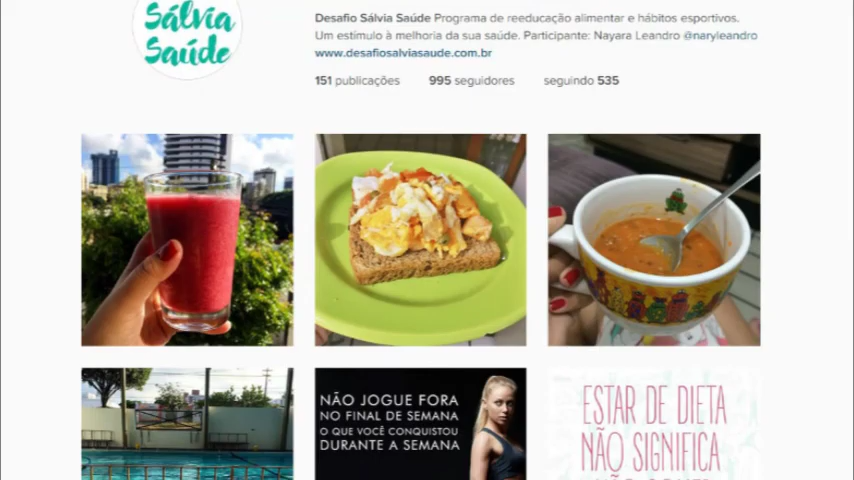 Sálvia
Saúde
Desafio Sálvia Saúde Programa de reeducação alimentar e hábitos esportivos.
Um estímulo à melhoria da sua saúde. Participante: Nayara Leandro @naryleandro
www.desafiosalviasaude.com.br
151 publicações 995 seguidores seguindo 535
NÃO JOGUE FORA
NO FINAL DE SEMANA
O QUE VOCÊ CONQUISTOU
DURANTE A SEMANA
ESTAR DE DIETA
NÃO SIGNIFICA